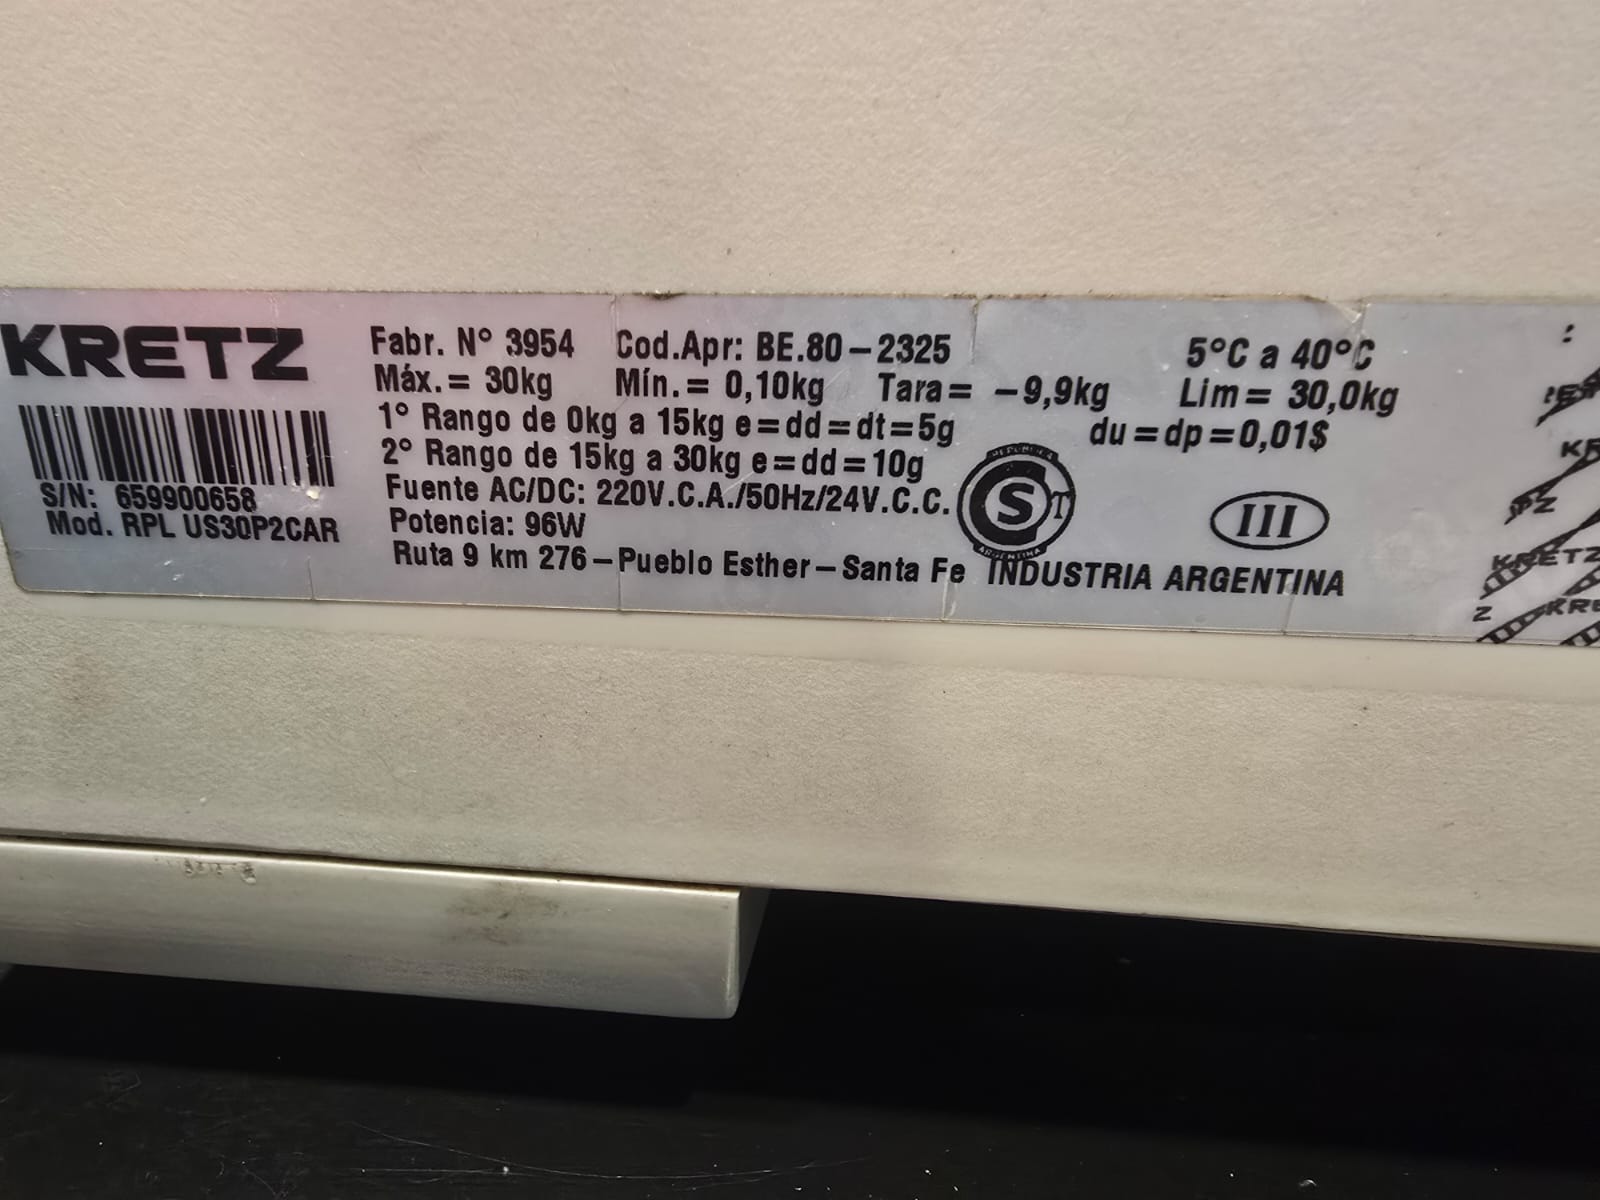 KRETZ
S/N: 659900658
Mod. RPL US30P2CAR
Fabr. N° 3954 Cod.Apr: BE.80-2325 5°C a 40°C
Máx.= 30kg Mín.= 0,10kg Tara= -9,9kg Lim= 30,0kg
1° Rango de 0kg a 15kg e=dd=dt=5g du=dp=0,01$
2° Rango de 15kg a 30kg e=dd=10g
Fuente AC/DC: 220V.C.A./50Hz/24V.C.C.
Potencia: 96W
Ruta 9 km 276-Pueblo Esther-Santa Fe INDUSTRIA ARGENTINA
REPUBLICA
S T
ARGENTINA
III
KRETZ